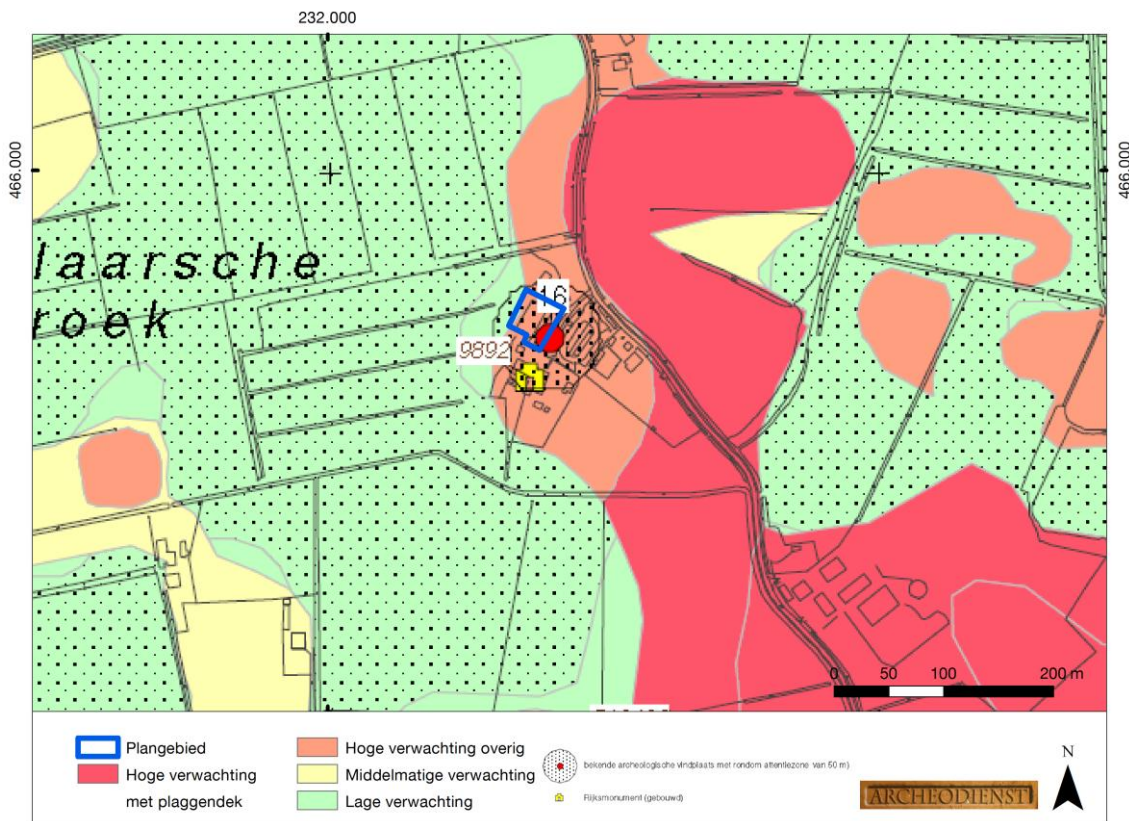 232.000
466.000
466.000
laarsche
roek
16
9892
0 50 100 200 m
Plangebied
Hoge verwachting
met plaggendek
Hoge verwachting overig
Middelmatige verwachting
Lage verwachting
bekende archeologische vindplaats met rondom attentiezone van 50 m)
Rijksmonument (gebouwd)
ARCHEODIENST
N